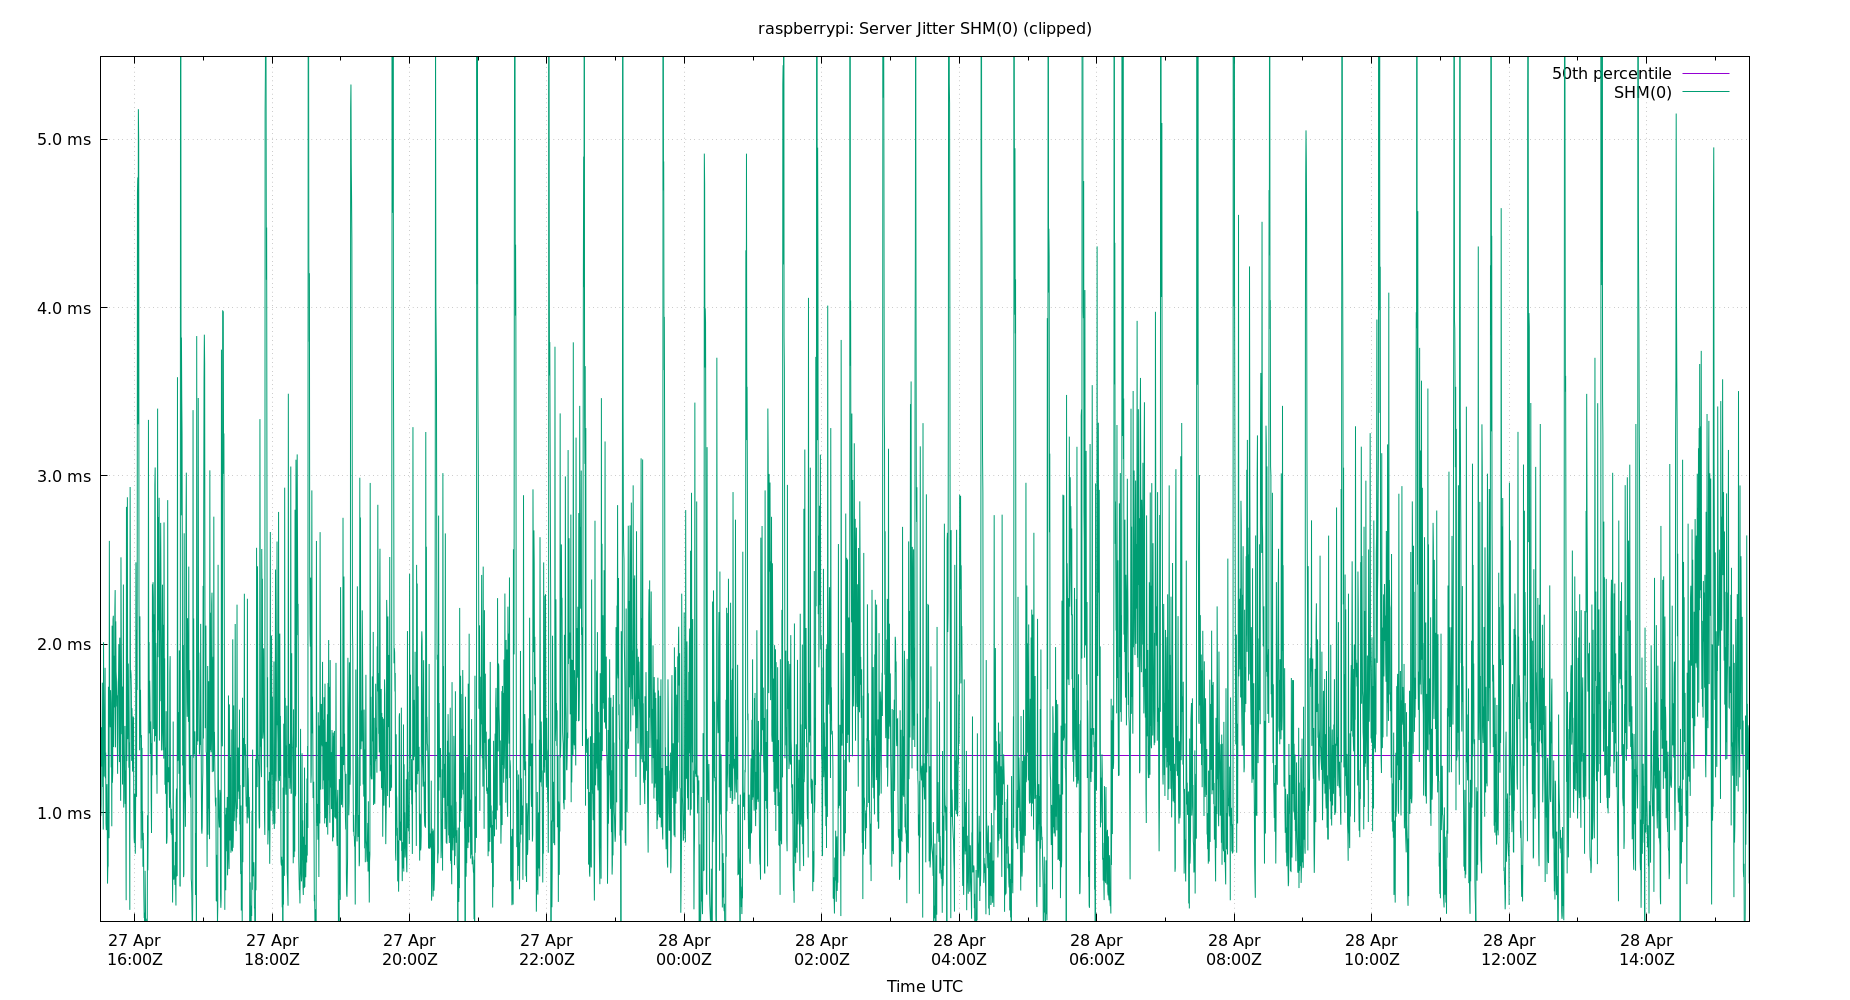 raspberrypi: Server Jitter SHM(0) (clipped)
50th percentile
SHM(0)
5.0 ms
4.0 ms
3.0 ms
2.0 ms
1.0 ms
27 Apr 27 Apr 27 Apr 27 Apr 28 Apr 28 Apr 28 Apr 28 Apr 28 Apr 28 Apr 28 Apr 28 Apr
16:00Z 18:00Z 20:00Z 22:00Z 00:00Z 02:00Z 04:00Z 06:00Z 08:00Z 10:00Z 12:00Z 14:00Z
Time UTC